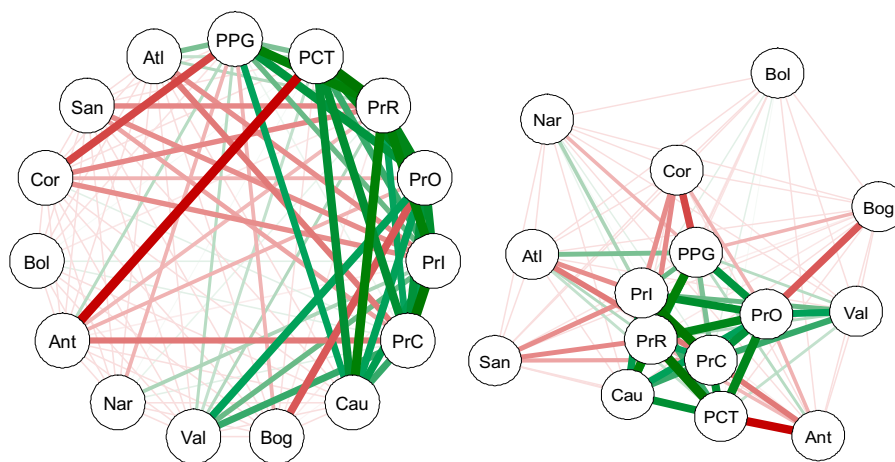 PPG
PCT
Atl
PrR
San
Cor
PrO
Bol
PrI
Ant
PrC
Nar
Cau
Val
Bog
Bol
Nar
Cor
Bog
Atl
PPG
PrI
PrO
Val
PrR
PrC
San
Cau
PCT
Ant